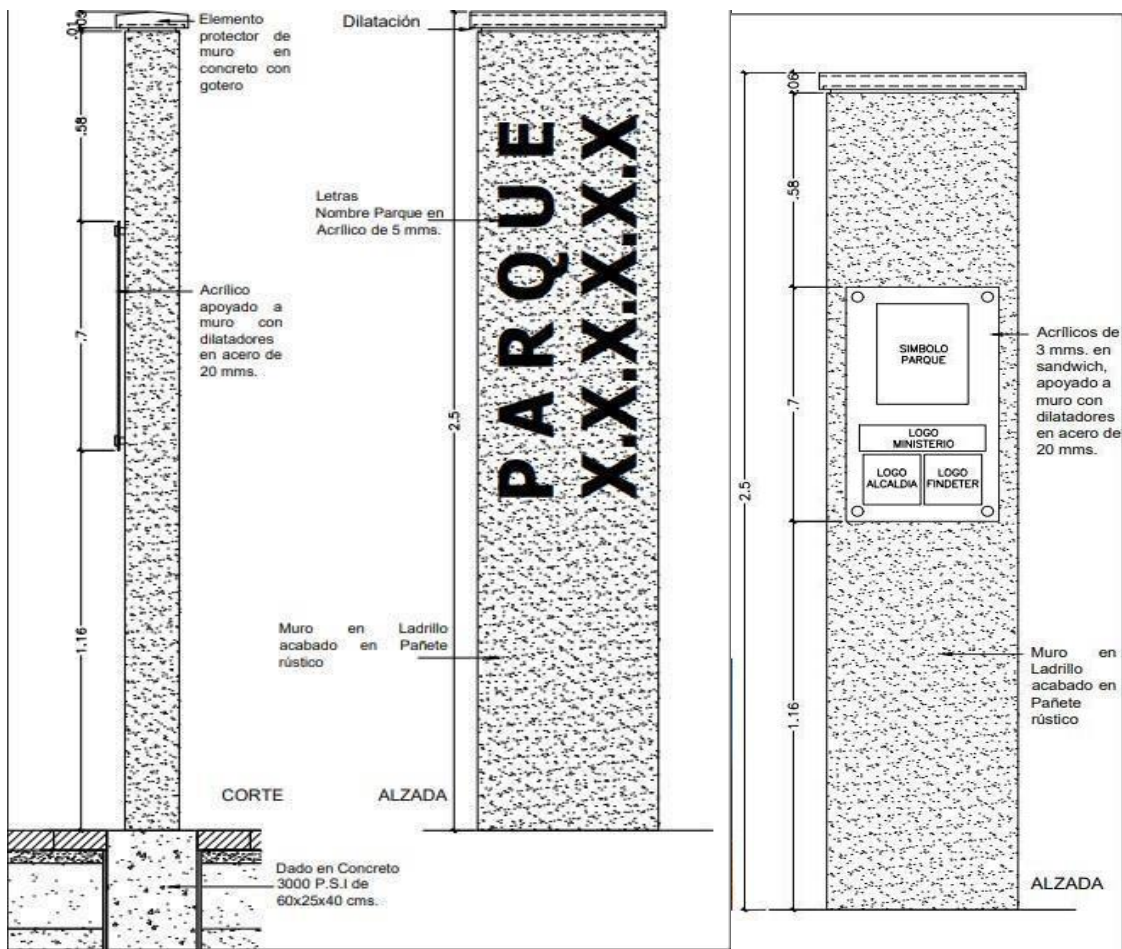 .01
.05
Elemento
protector de
muro en
concreto con
gotero
.58
Acrílico
apoyado a
muro con
dilatadores
en acero de
20 mms.
.7
1.16
CORTE
Dado en Concreto
3000 P.S.I de
60x25x40 cms.
Dilatación
2.5
Letras
Nombre Parque en
Acrílico de 5 mms.
PARQUE
X.X.X.X.X.X.X
Muro en Ladrillo
acabado en Pañete
rústico
ALZADA
.06
.58
2.5
.7
SIMBOLO
PARQUE
LOGO
MINISTERIO
LOGO
ALCALDIA
LOGO
FINDETER
Acrílicos de
3 mms. en
sandwich,
apoyado a
muro con
dilatadores
en acero de
20 mms.
1.16
Muro en
Ladrillo
acabado en
Pañete
rústico
ALZADA